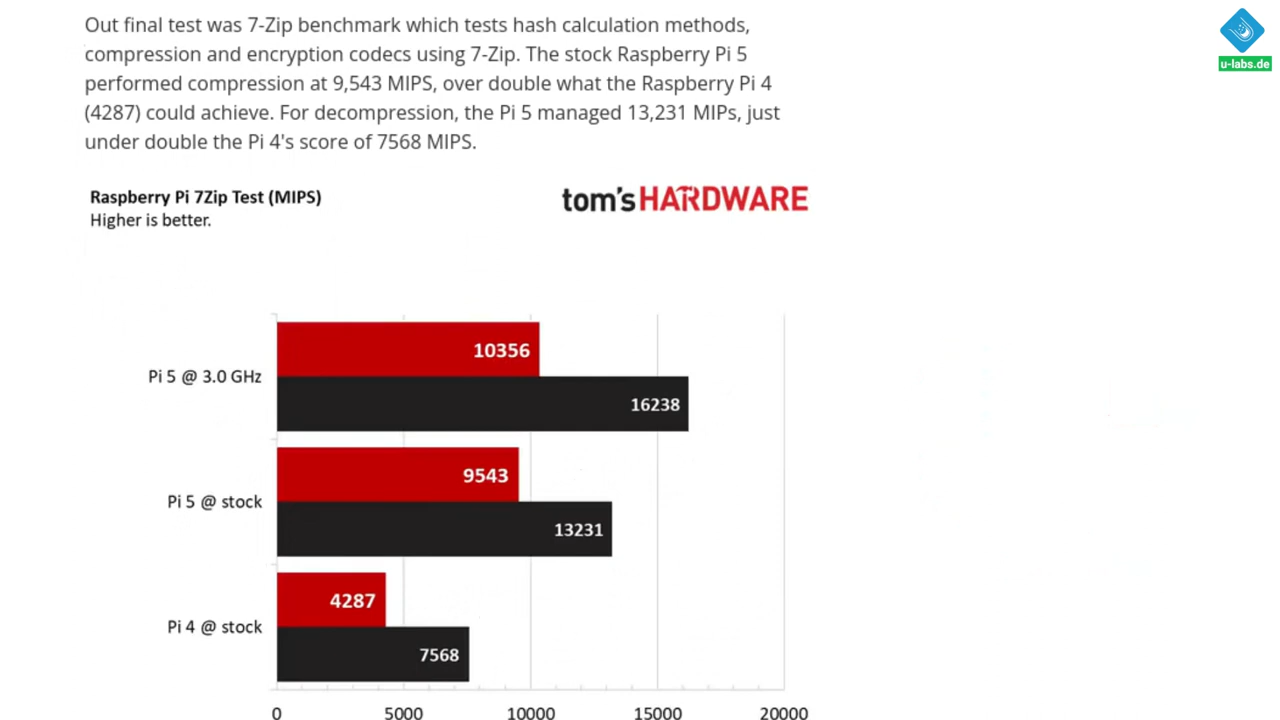 Out final test was 7-Zip benchmark which tests hash calculation methods,
compression and encryption codecs using 7-Zip. The stock Raspberry Pi 5
performed compression at 9,543 MIPS, over double what the Raspberry Pi 4
(4287) could achieve. For decompression, the Pi 5 managed 13,231 MIPs, just
under double the Pi 4's score of 7568 MIPS.
u-labs.de
Raspberry Pi 7Zip Test (MIPS)
Higher is better.
tom's HARDWARE
10356
Pi 5 @ 3.0 GHz
16238
9543
Pi 5 @ stock
13231
4287
Pi 4 @ stock
7568
0 5000 10000 15000 20000